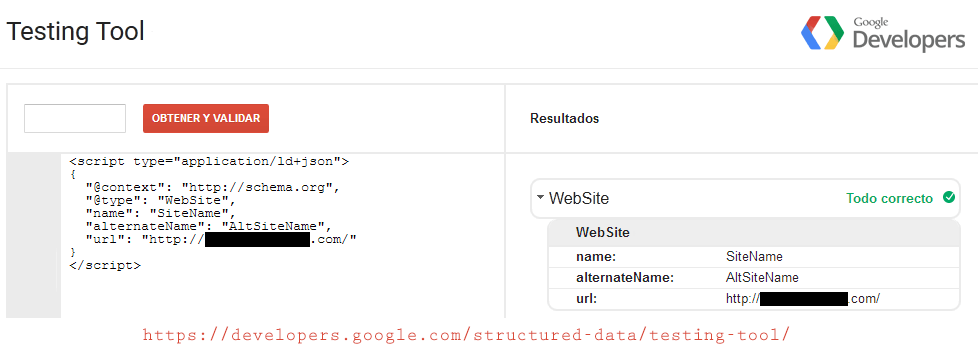 Testing Tool
Google
Developers
OBTENER Y VALIDAR
Resultados
<script type="application/ld+json">
{
"@context": "http://schema.org",
"@type": "WebSite",
"name": "SiteName",
"alternateName": "AltSiteName",
"url": "http:// .com/"
}
</script>
WebSite Todo correcto
WebSite
name: SiteName
alternateName: AltSiteName
url: http:// .com/
https://developers.google.com/structured-data/testing-tool/